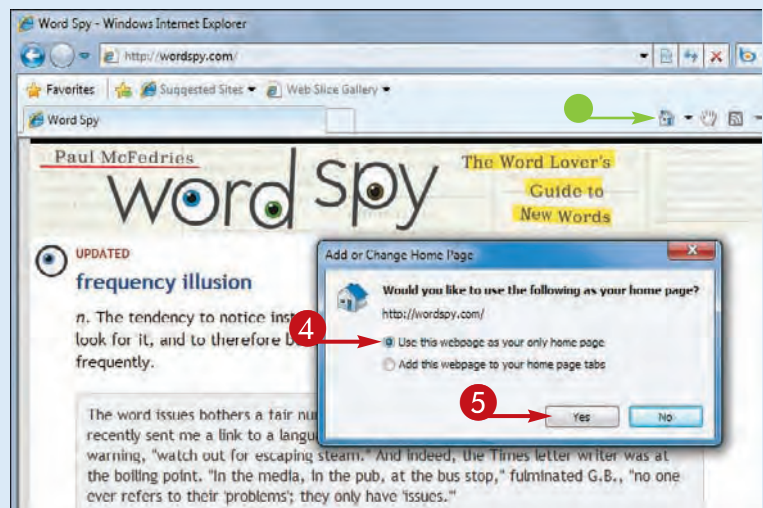 Word Spy - Windows Internet Explorer
http://wordspy.com/
Favorites Suggested Sites Web Slice Gallery
Word Spy
Paul McFedries
word spy
The Word Lover's
Guide to
New Words
UPDATED
frequency illusion
n. The tendency to notice
look for it, and to therefore
frequently.
Add or Change Home Page
Would you like to use the following as your home page?
http://wordspy.com/
4
Use this webpage as your only home page
Add this webpage to your home page tabs
5
Yes No
The word issues bothers a fair
recently sent me a link to a
warning, "watch out for escaping steam." And indeed, the Times letter writer was at
the boiling point. "In the media, in the pub, at the bus stop," fulminated G.B., "no one
ever refers to their 'problems'; they only have 'issues."